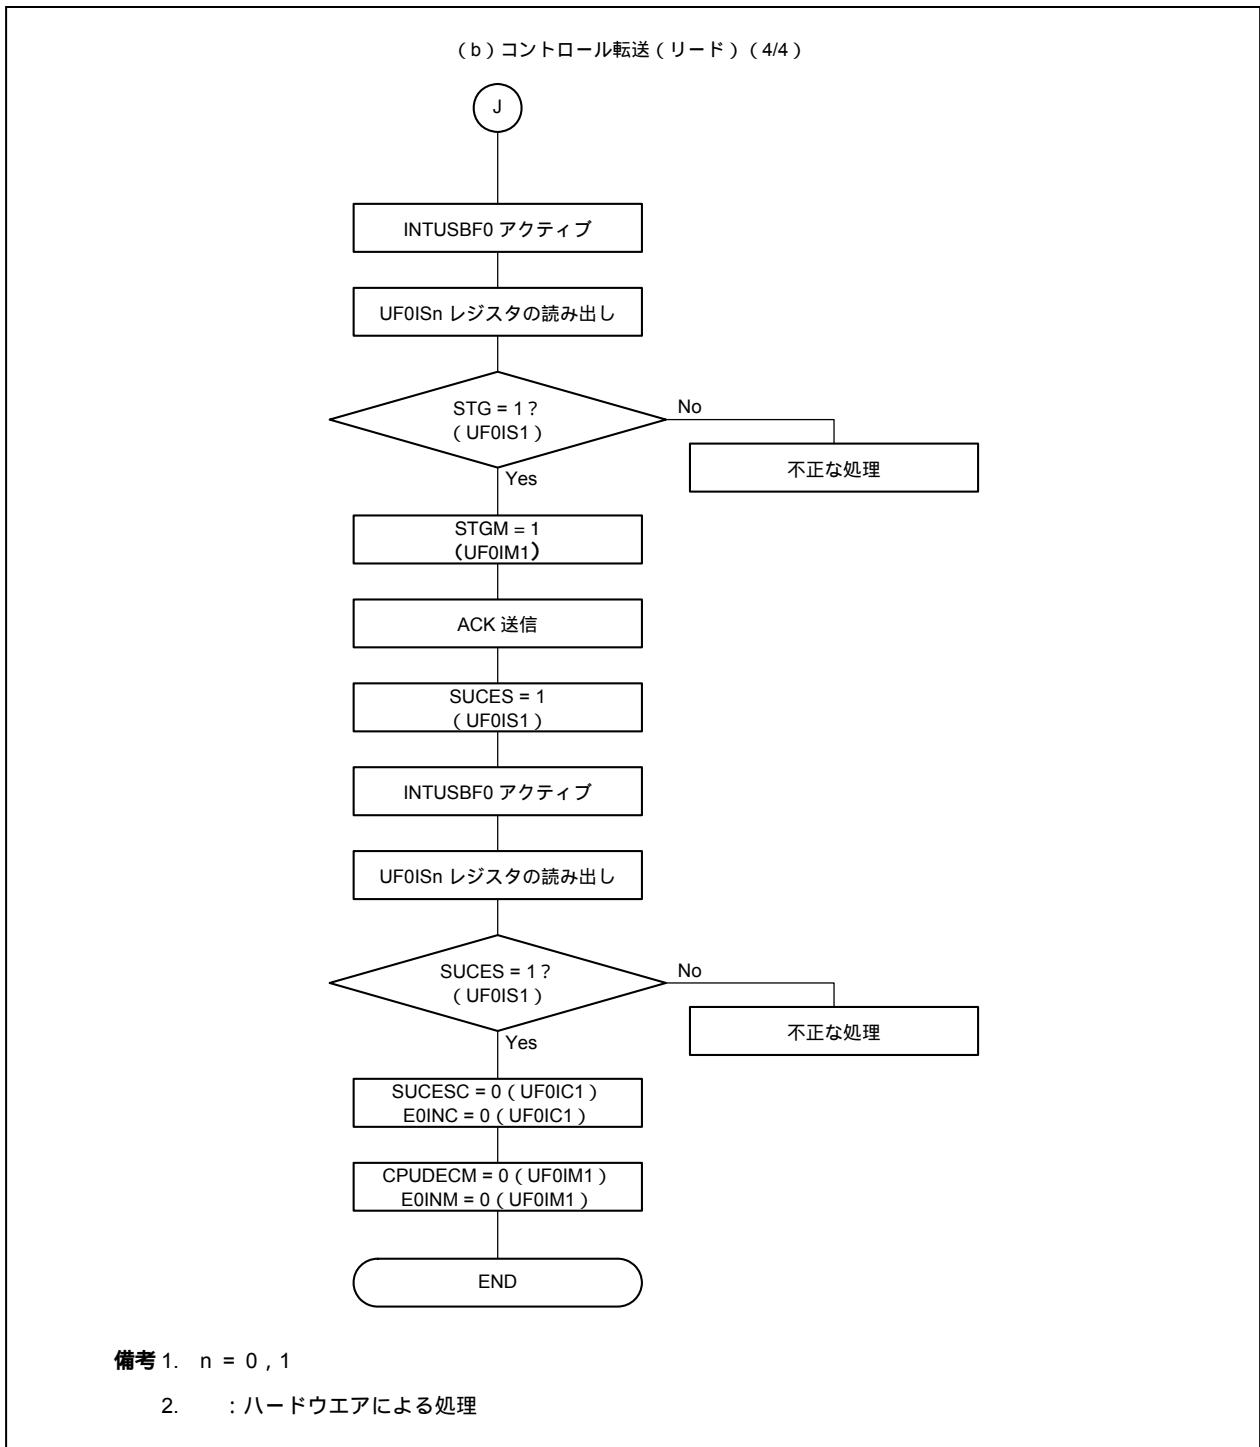 (b)コントロール転送(リード)(4/4)
J
INTUSBF0 アクティブ
UF0ISn レジスタの読み出し
STG = 1?
(UF0IS1)
No
不正な処理
Yes
STGM = 1
(UF0IM1)
ACK 送信
SUCES = 1
(UF0IS1)
INTUSBF0 アクティブ
UF0ISn レジスタの読み出し
SUCES = 1?
(UF0IS1)
No
不正な処理
Yes
SUCESC = 0(UF0IC1)
E0INC = 0(UF0IC1)
CPUDECM = 0(UF0IM1)
E0INM = 0(UF0IM1)
END
備考 1. n = 0,1
2. :ハードウエアによる処理